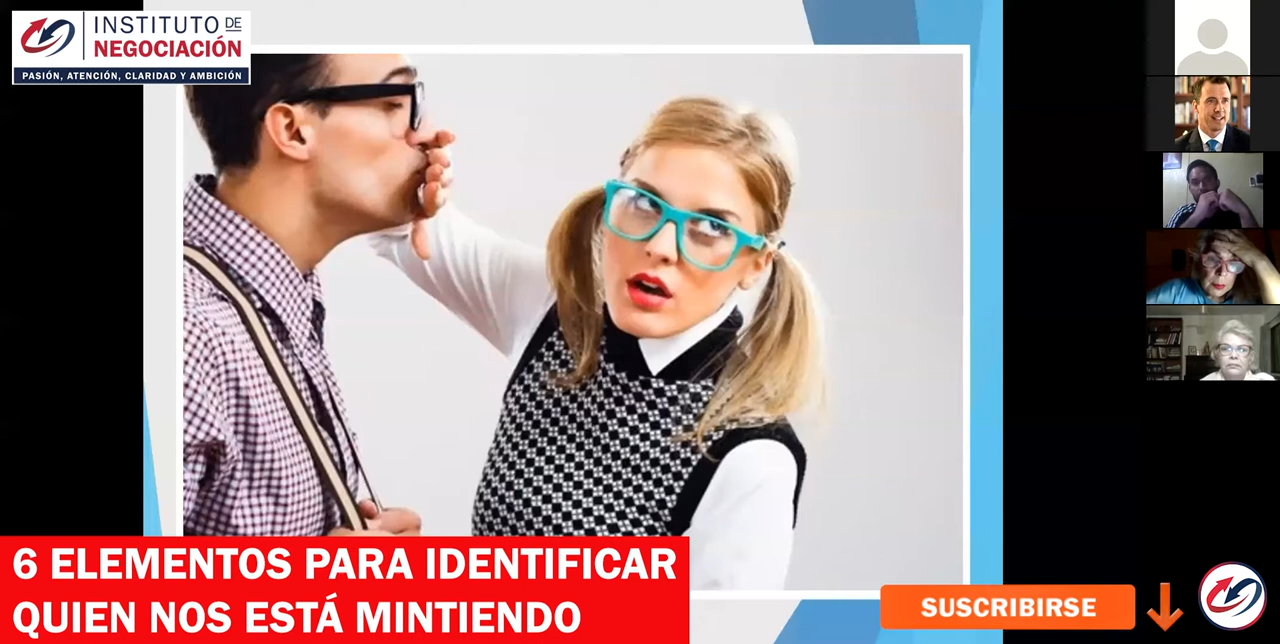 INSTITUTO DE
NEGOCIACIÓN
PASIÓN, ATENCIÓN, CLARIDAD Y AMBICIÓN
6 ELEMENTOS PARA IDENTIFICAR
QUIEN NOS ESTÁ MINTIENDO
SUSCRIBIRSE